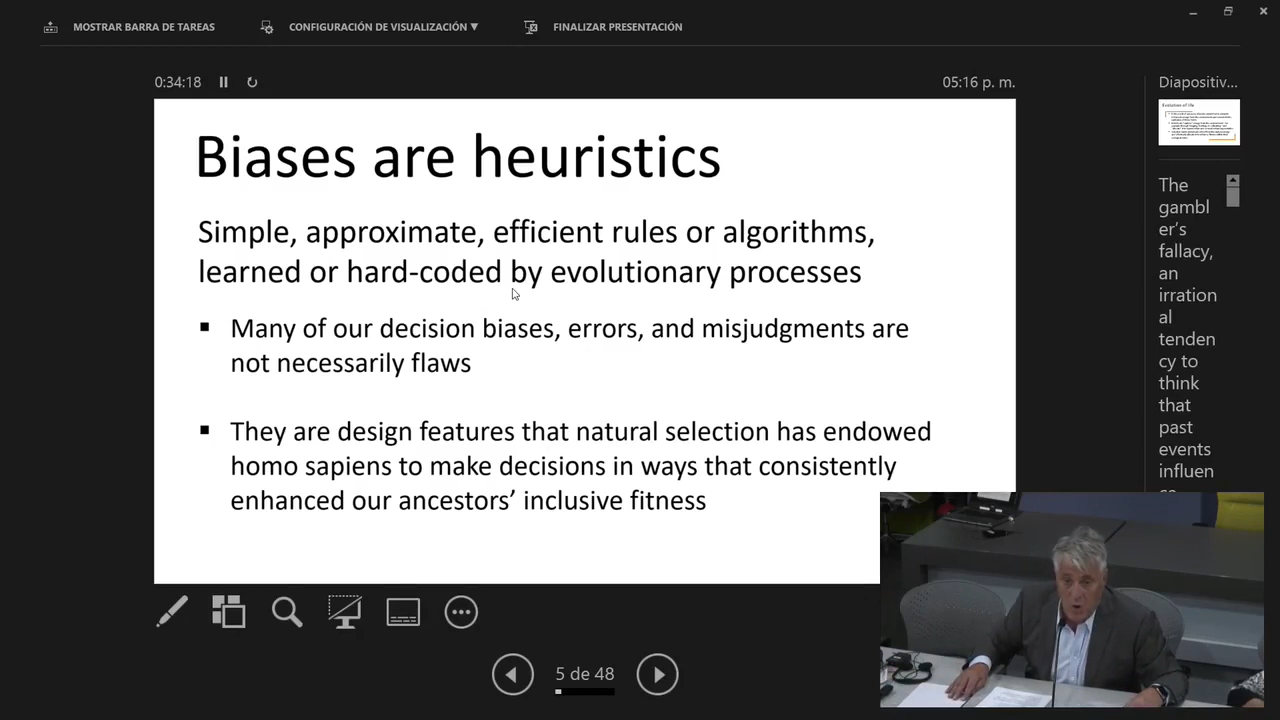 MOSTRAR BARRA DE TAREAS
CONFIGURACIÓN DE VISUALIZACIÓN ▼
FINALIZAR PRESENTACIÓN
0:34:18
05:16 p. m.
Biases are heuristics
Simple, approximate, efficient rules or algorithms,
learned or hard-coded by evolutionary processes
▪ Many of our decision biases, errors, and misjudgments are
not necessarily flaws
▪ They are design features that natural selection has endowed
homo sapiens to make decisions in ways that consistently
enhanced our ancestors’ inclusive fitness
5 de 48
Diapositiv...
The
gambl
er’s
fallacy,
an
irration
al
tenden
cy to
think
that
past
events
influen